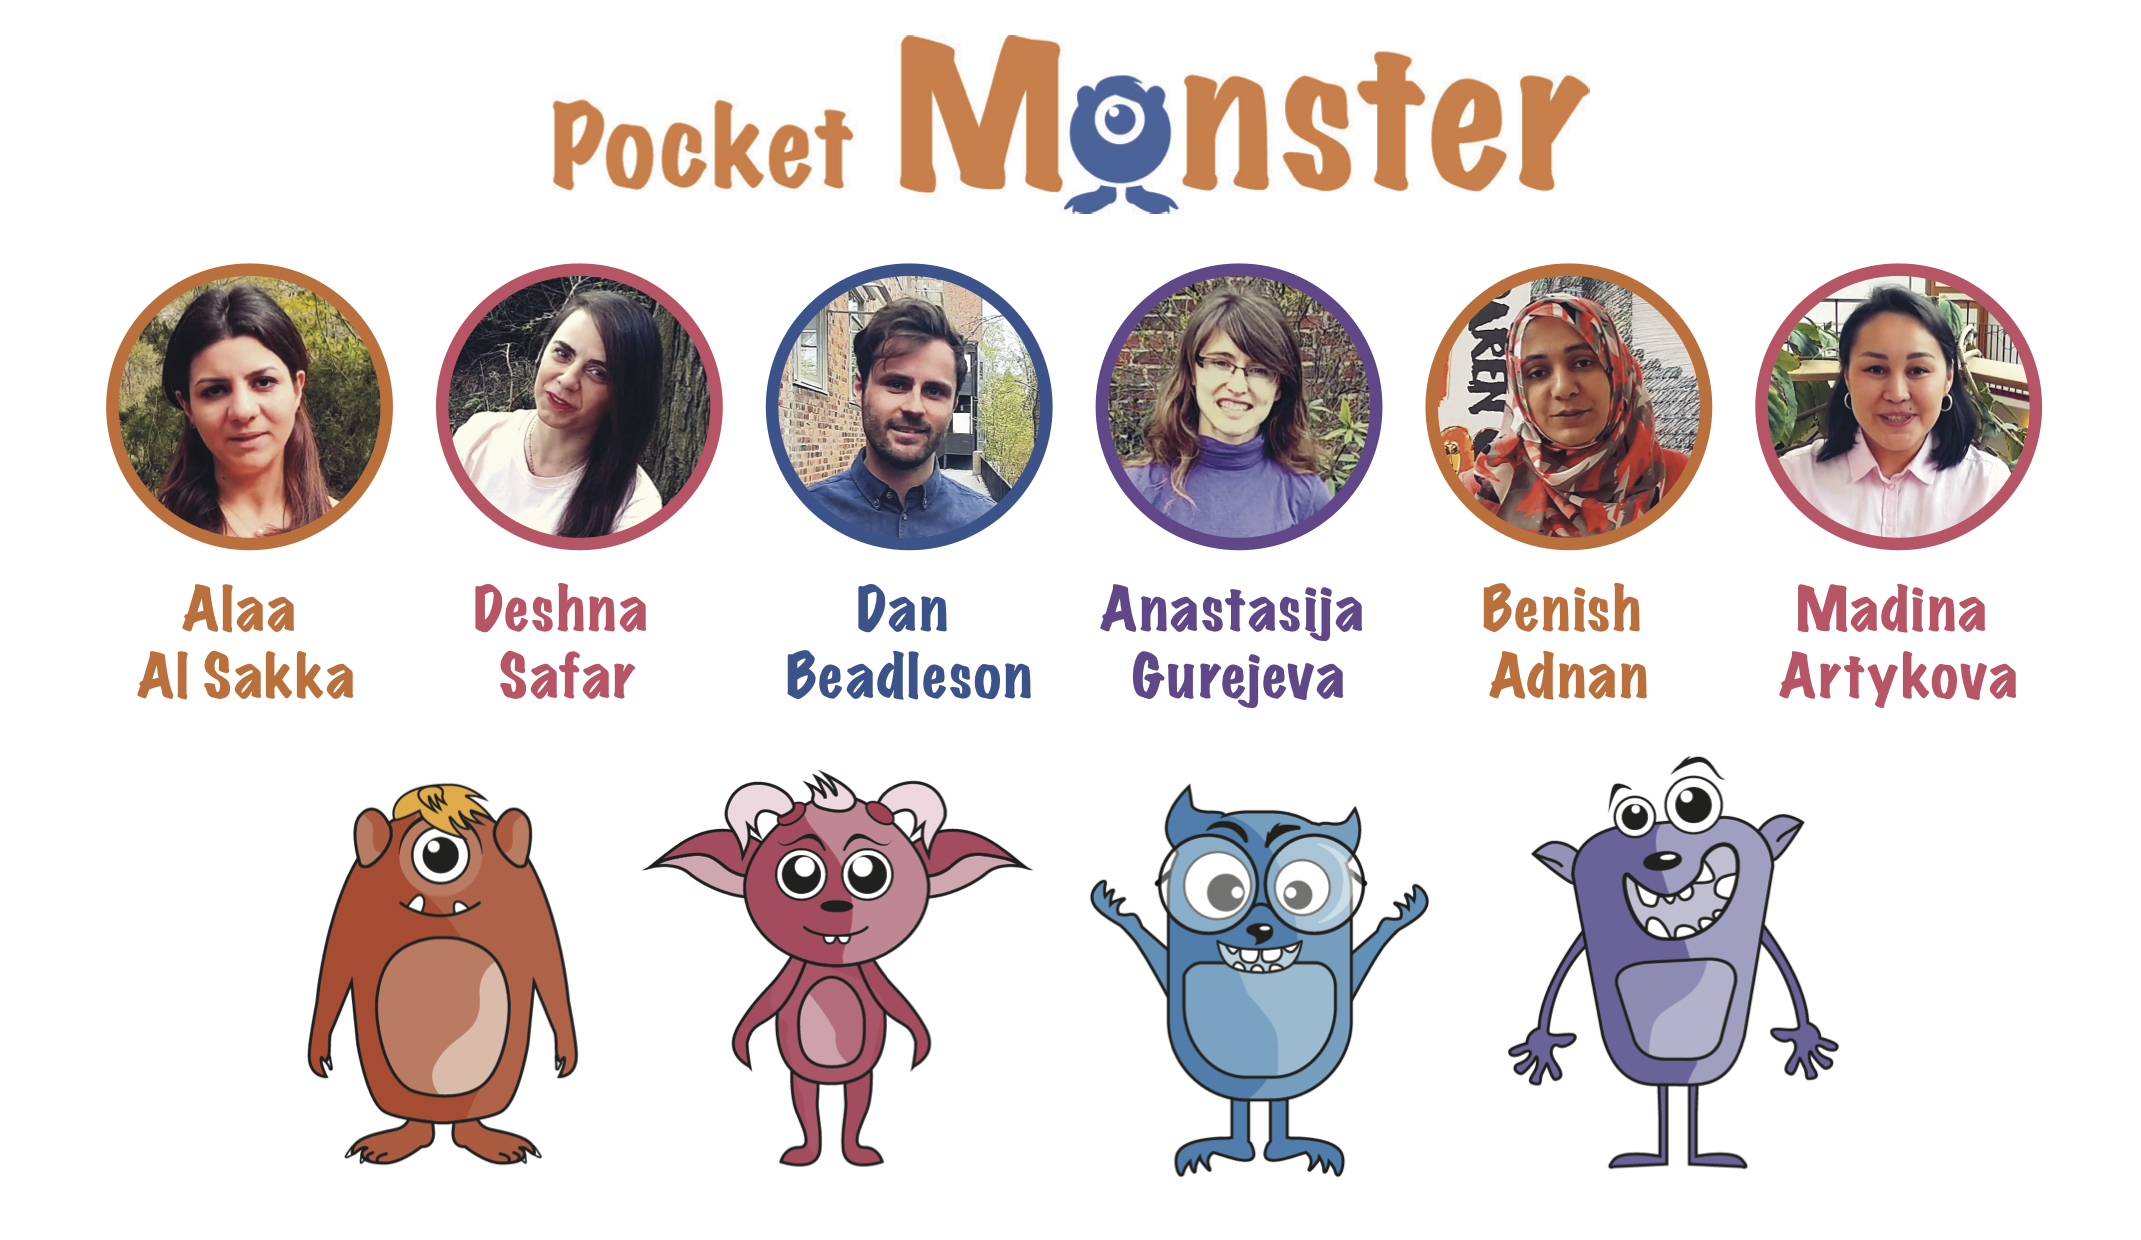 Pocket Monster
Alaa
Al Sakka
Deshna
Safar
Dan
Beadleson
Anastasija
Gurejeva
Benish
Adnan
Madina
Artykova